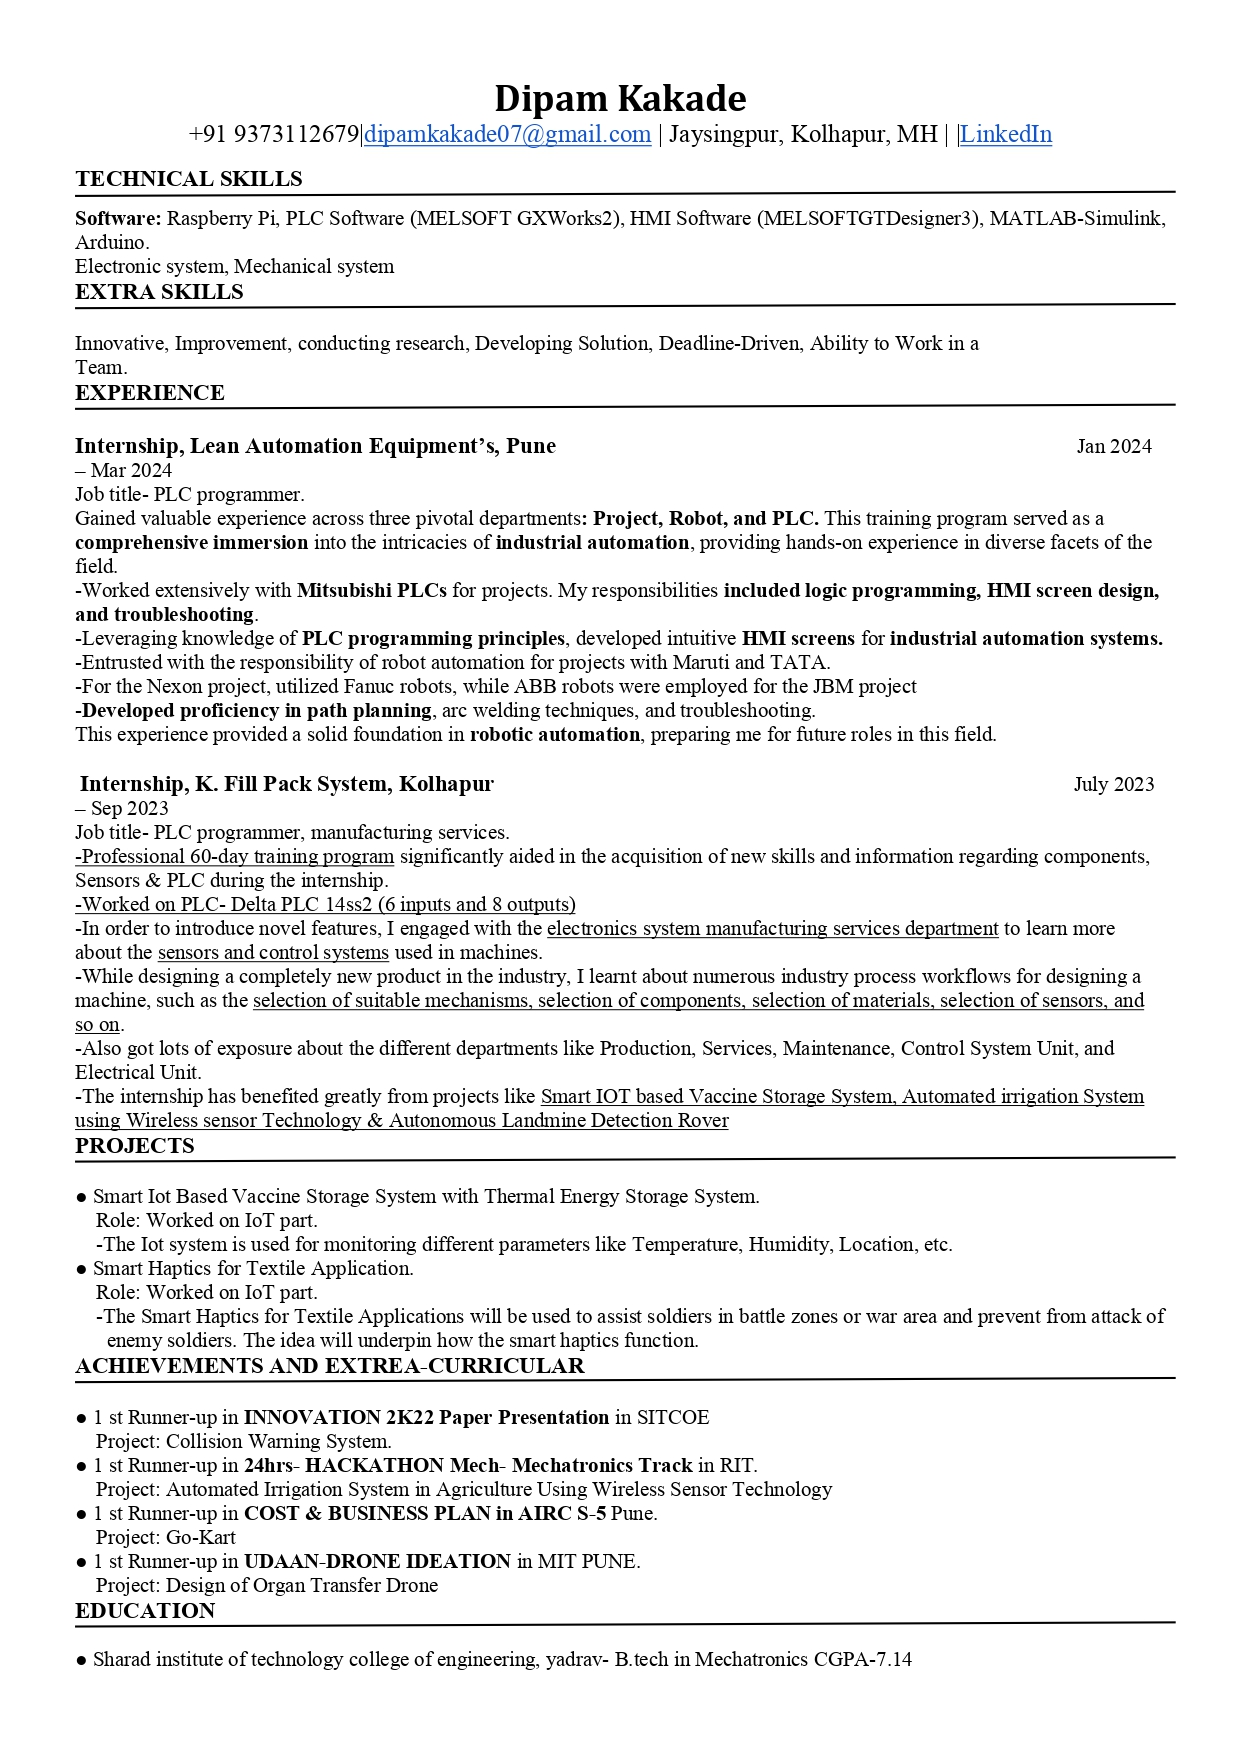 Dipam Kakade
+91 9373112679|dipamkakade07@gmail.com | Jaysingpur, Kolhapur, MH | |LinkedIn
TECHNICAL SKILLS
Software: Raspberry Pi, PLC Software (MELSOFT GXWorks2), HMI Software (MELSOFTGTDesigner3), MATLAB-Simulink,
Arduino.
Electronic system, Mechanical system
EXTRA SKILLS
Innovative, Improvement, conducting research, Developing Solution, Deadline-Driven, Ability to Work in a
Team.
EXPERIENCE
Internship, Lean Automation Equipment’s, Pune Jan 2024
– Mar 2024
Job title- PLC programmer.
Gained valuable experience across three pivotal departments: Project, Robot, and PLC. This training program served as a
comprehensive immersion into the intricacies of industrial automation, providing hands-on experience in diverse facets of the
field.
-Worked extensively with Mitsubishi PLCs for projects. My responsibilities included logic programming, HMI screen design,
and troubleshooting.
-Leveraging knowledge of PLC programming principles, developed intuitive HMI screens for industrial automation systems.
-Entrusted with the responsibility of robot automation for projects with Maruti and TATA.
-For the Nexon project, utilized Fanuc robots, while ABB robots were employed for the JBM project
-Developed proficiency in path planning, arc welding techniques, and troubleshooting.
This experience provided a solid foundation in robotic automation, preparing me for future roles in this field.
Internship, K. Fill Pack System, Kolhapur July 2023
– Sep 2023
Job title- PLC programmer, manufacturing services.
-Professional 60-day training program significantly aided in the acquisition of new skills and information regarding components,
Sensors & PLC during the internship.
-Worked on PLC- Delta PLC 14ss2 (6 inputs and 8 outputs)
-In order to introduce novel features, I engaged with the electronics system manufacturing services department to learn more
about the sensors and control systems used in machines.
-While designing a completely new product in the industry, I learnt about numerous industry process workflows for designing a
machine, such as the selection of suitable mechanisms, selection of components, selection of materials, selection of sensors, and
so on.
-Also got lots of exposure about the different departments like Production, Services, Maintenance, Control System Unit, and
Electrical Unit.
-The internship has benefited greatly from projects like Smart IOT based Vaccine Storage System, Automated irrigation System
using Wireless sensor Technology & Autonomous Landmine Detection Rover
PROJECTS
● Smart Iot Based Vaccine Storage System with Thermal Energy Storage System.
Role: Worked on IoT part.
-The Iot system is used for monitoring different parameters like Temperature, Humidity, Location, etc.
● Smart Haptics for Textile Application.
Role: Worked on IoT part.
-The Smart Haptics for Textile Applications will be used to assist soldiers in battle zones or war area and prevent from attack of
enemy soldiers. The idea will underpin how the smart haptics function.
ACHIEVEMENTS AND EXTREA-CURRICULAR
● 1 st Runner-up in INNOVATION 2K22 Paper Presentation in SITCOE
Project: Collision Warning System.
● 1 st Runner-up in 24hrs- HACKATHON Mech- Mechatronics Track in RIT.
Project: Automated Irrigation System in Agriculture Using Wireless Sensor Technology
● 1 st Runner-up in COST & BUSINESS PLAN in AIRC S-5 Pune.
Project: Go-Kart
● 1 st Runner-up in UDAAN-DRONE IDEATION in MIT PUNE.
Project: Design of Organ Transfer Drone
EDUCATION
● Sharad institute of technology college of engineering, yadrav- B.tech in Mechatronics CGPA-7.14